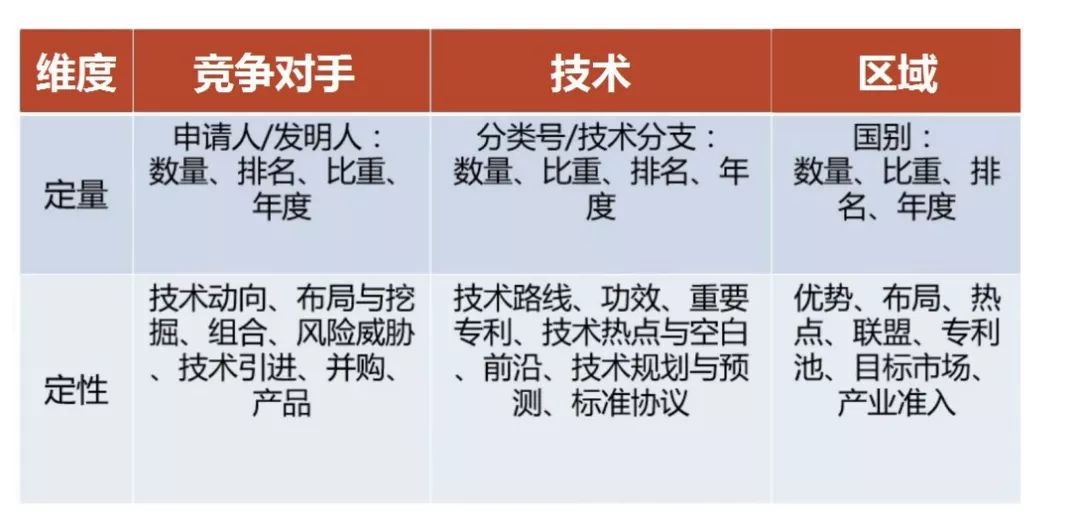 维度
竞争对手
技术
区域
定量
申请人/发明人：
数量、排名、比重、
年度
分类号/技术分支：
数量、比重、排名、年
度
国别：
数量、比重、排
名、年度
定性
技术动向、布局与挖
掘、组合、风险威胁
、技术引进、并购、
产品
技术路线、功效、重要
专利、技术热点与空白
、前沿、技术规划与预
测、标准协议
优势、布局、热
点、联盟、专利
池、目标市场、
产业准入